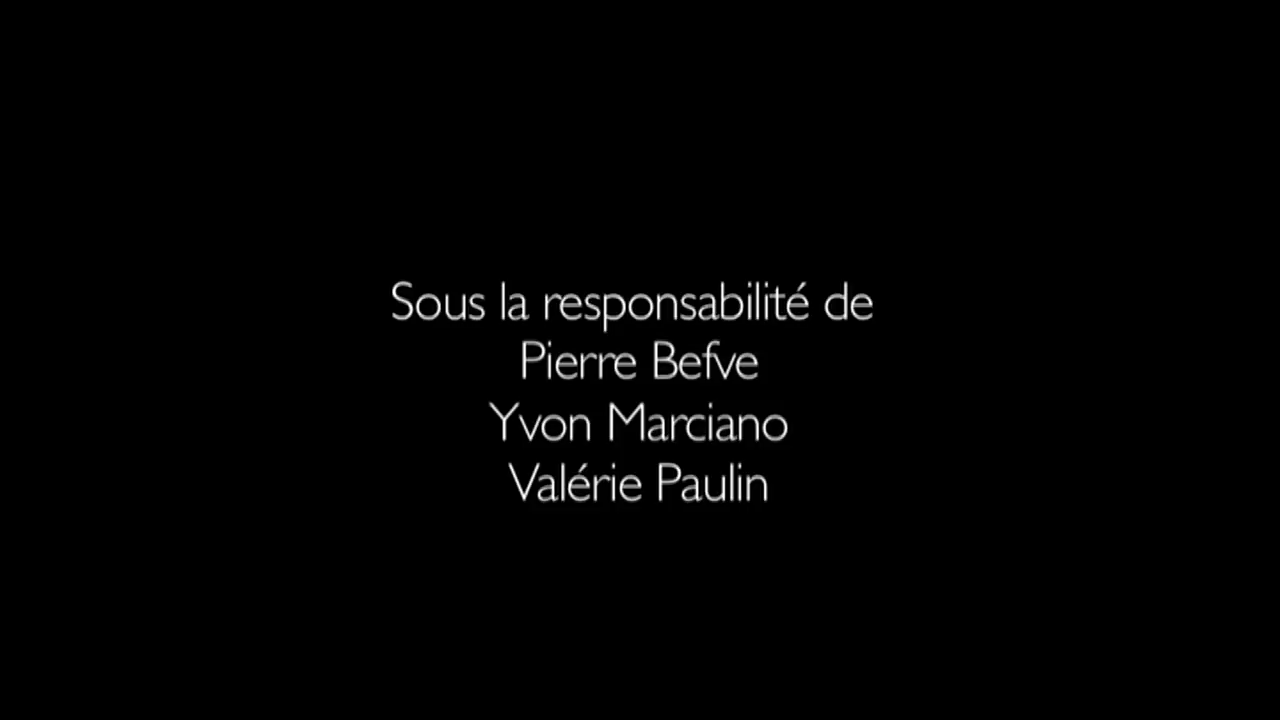 Sous la responsabilité de
Pierre Befve
Yvon Marciano
Valérie Paulin